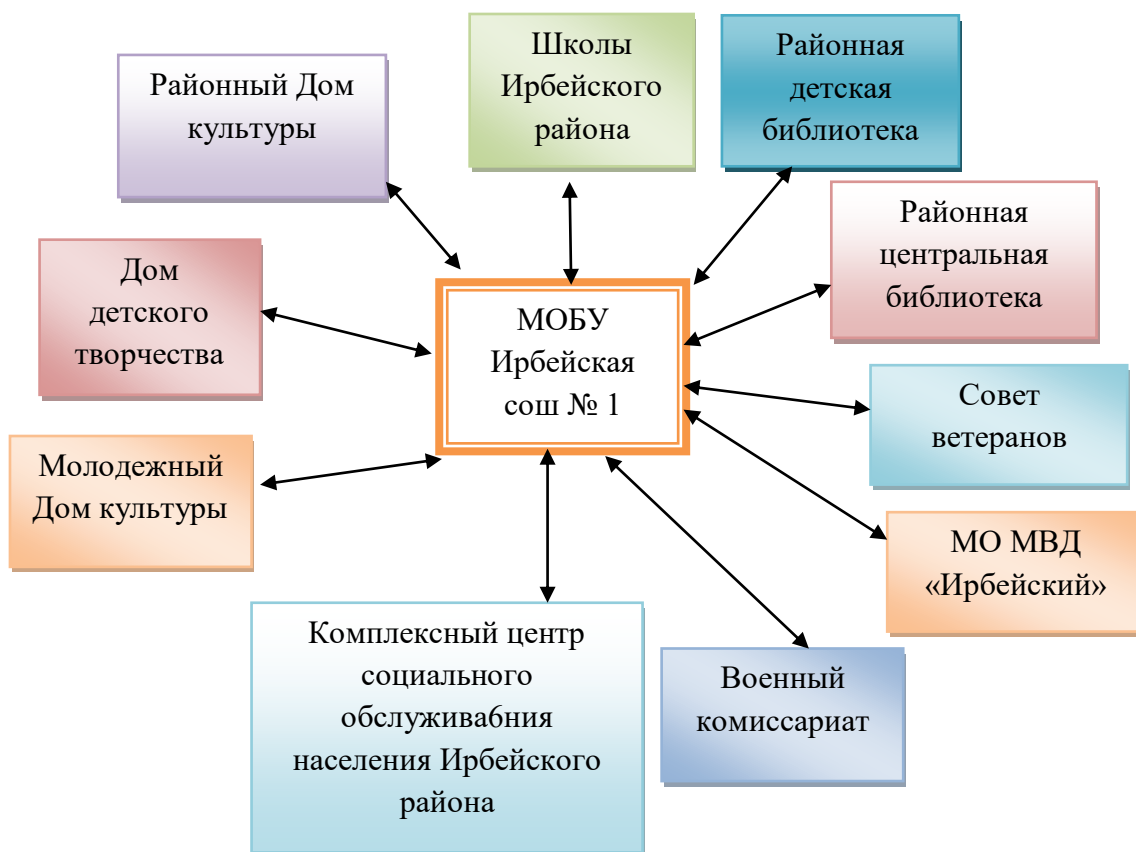 Районный Дом
культуры
Школы
Ирбейского
района
Районная
детская
библиотека
Районная
центральная
библиотека
Дом
детского
творчества
МОБУ
Ирбейская
сош № 1
Совет
ветеранов
Молодежный
Дом культуры
МО МВД
«Ирбейский»
Комплексный центр
социального
обслужива6ния
населения Ирбейского
района
Военный
комиссариат